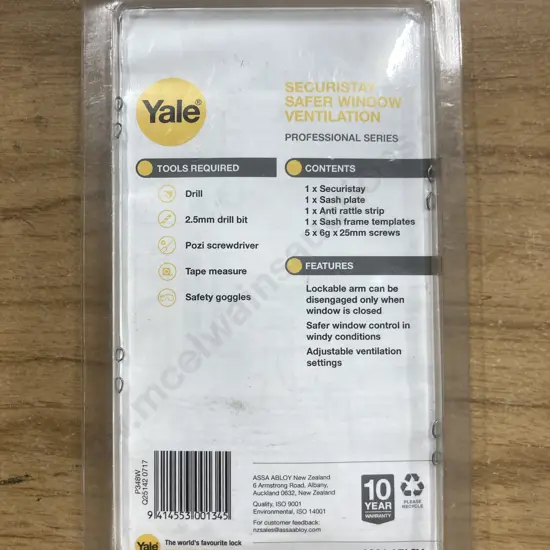 Yale®
SECURISTAY
SAFER WINDOW
VENTILATION
PROFESSIONAL SERIES
TOOLS REQUIRED
Drill
2.5mm drill bit
Pozi screwdriver
Tape measure
Safety goggles
CONTENTS
1 x Securistay
1 x Sash plate
1 x Anti rattle strip
1 x Sash frame templates
5 x 6g x 25mm screws
FEATURES
Lockable arm can be
disengaged only when
window is closed
Safer window control in
windy conditions
Adjustable ventilation
settings
P348W
Q25142 0717
9 414553 001345
ASSA ABLOY New Zealand
6 Armstrong Road, Albany,
Auckland 0632, New Zealand
Quality, ISO 9001
Environmental, ISO 14001
For customer feedback:
nzsales@assaabloy.com
10
YEAR
WARRANTY
PLEASE
RECYCLE
Yale
The world's favourite lock